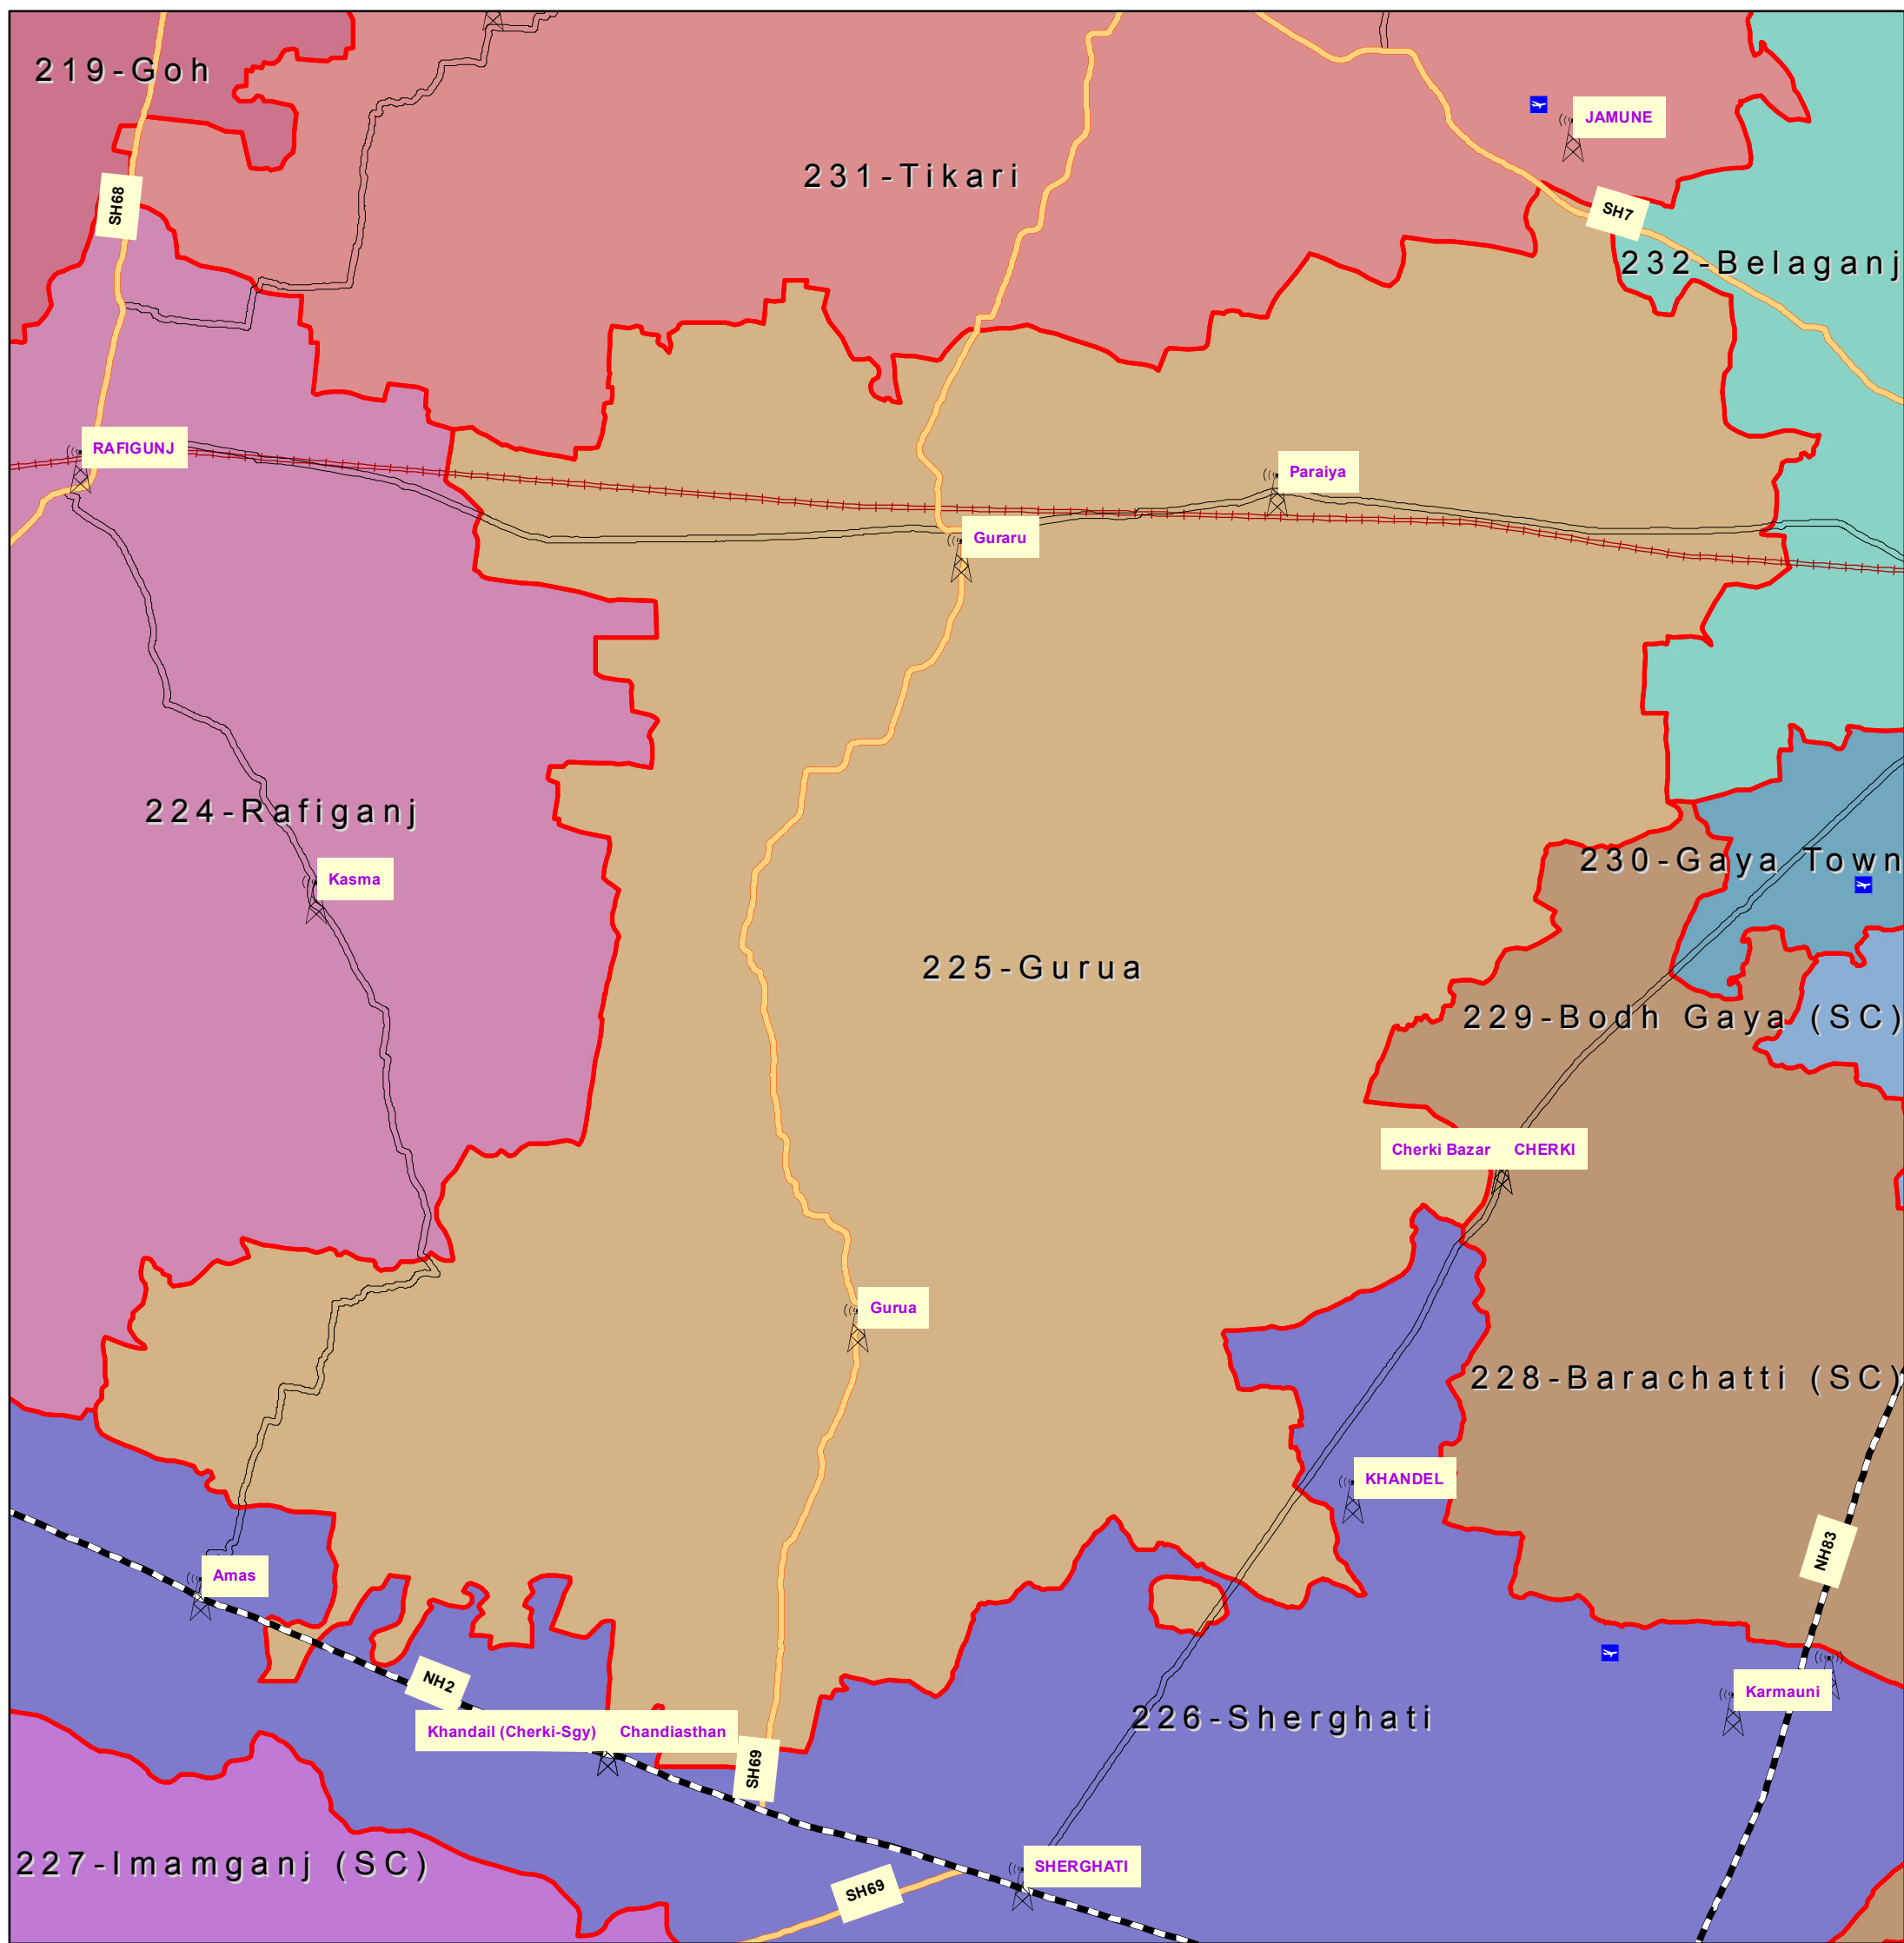 219-Goh
JAMUNE
231-Tikari
SH68
SH7
232-Belaganj
RAFIGUNJ
Paraiya
Guraru
224-Rafiganj
230-Gaya Town
Kasma
225-Gurua
229-Bodh Gaya (SC)
Cherki Bazar CHERKI
Gurua
228-Barachatti (SC)
KHANDEL
NH83
Amas
NH2
Karmauni
226-Sherghati
Khandail (Cherki-Sgy) Chandiasthan
SH69
227-Imamganj (SC)
SHERGHATI
SH69